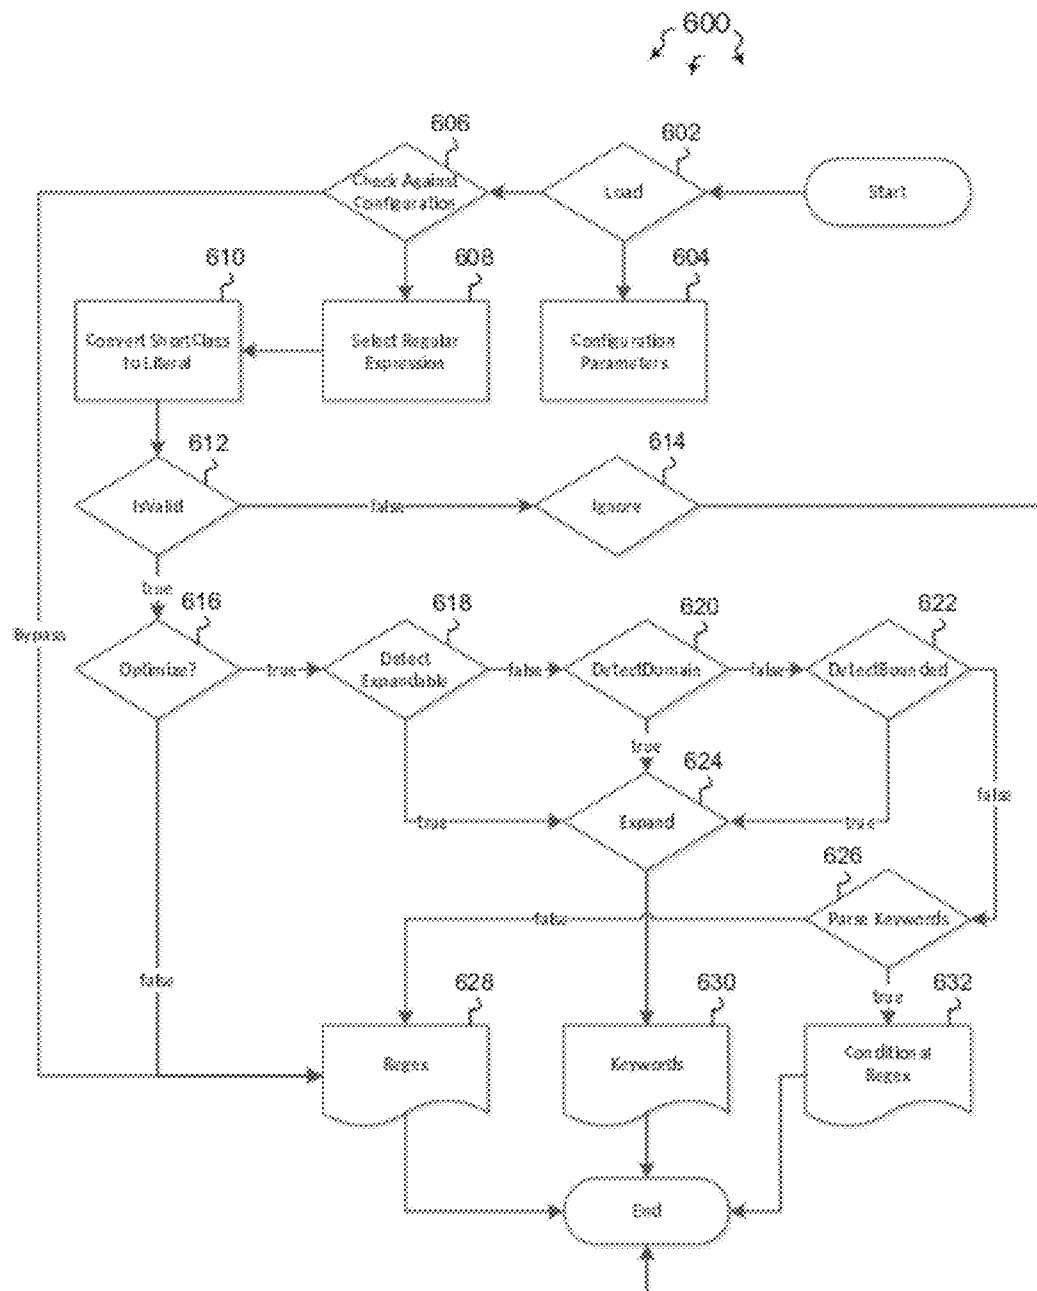 600
606
602
Check Against
Configuration
Load
Start
610
608
604
Convert ShortClass
to Literal
Select Regular
Expression
Configuration
Parameters
612
614
IsValid
false
Ignore
true
616
618
620
622
Bypass
Optimize?
true
Detect
Expandable
false
DetectDomain
false
DetectBounded
true
624
false
true
Expand
true
626
false
Parse Keywords
false
628
630
true
632
Regex
Keywords
Conditional
Regex
End